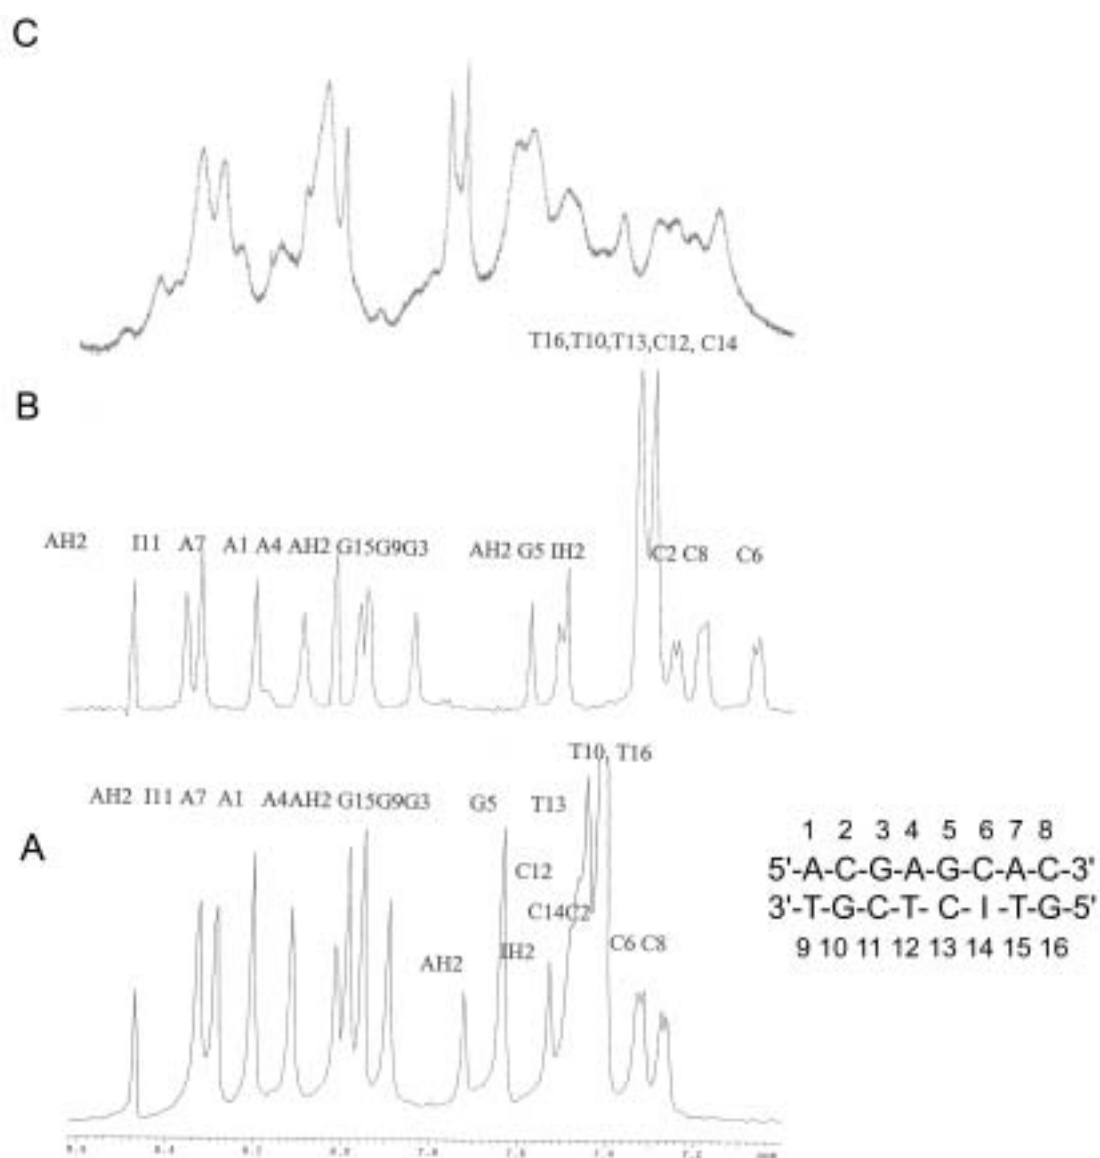 C
T16,T10,T13,C12, C14
B
AH2 I11 A7 A1 A4 AH2 G15G9G3 AH2 G5 IH2 C2 C8 C6
T10, T16
AH2 I11 A7 A1 A4AH2 G15G9G3 G5 T13
A
C12
C14C2
AH2 IH2 C6 C8
1 2 3 4 5 6 7 8
5'-A-C-G-A-G-C-A-C-3'
3'-T-G-C-T- C- I -T-G-5'
9 10 11 12 13 14 15 16